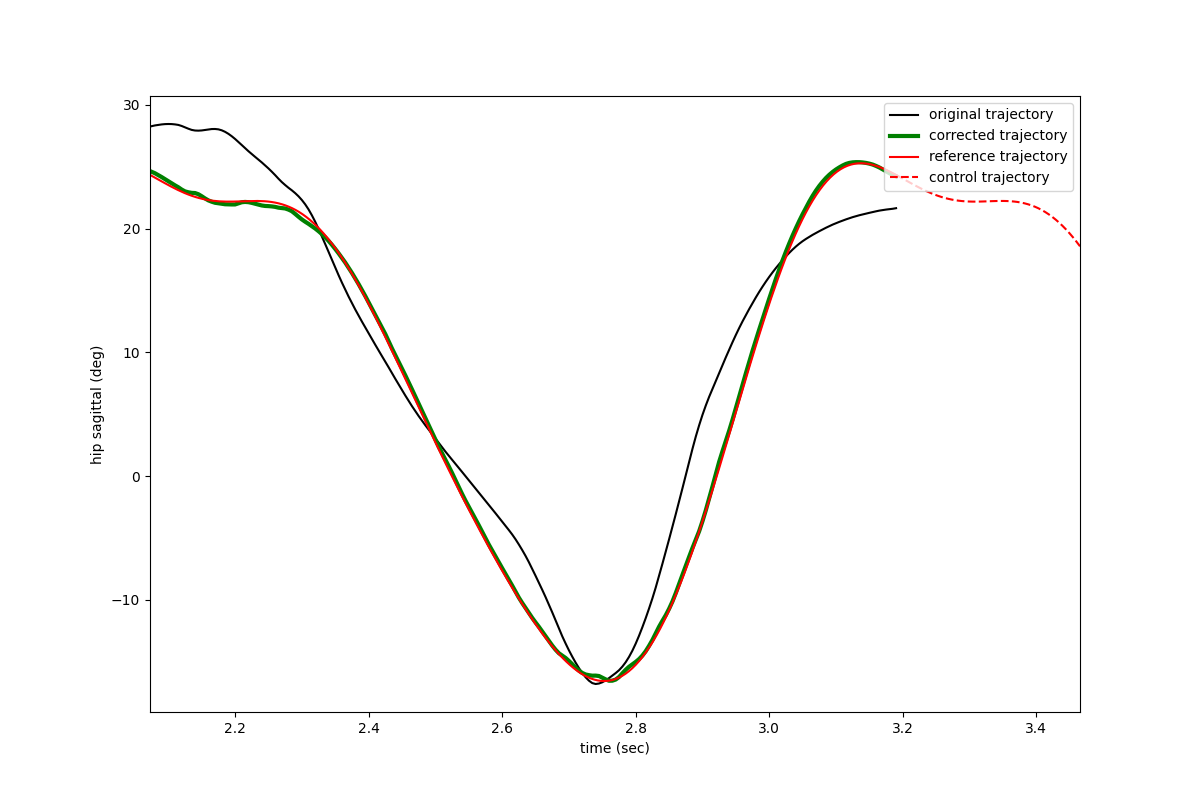 30
20
10
0
−10
hip sagittal (deg)
original trajectory
corrected trajectory
reference trajectory
control trajectory
2.2 2.4 2.6 2.8 3.0 3.2 3.4
time (sec)